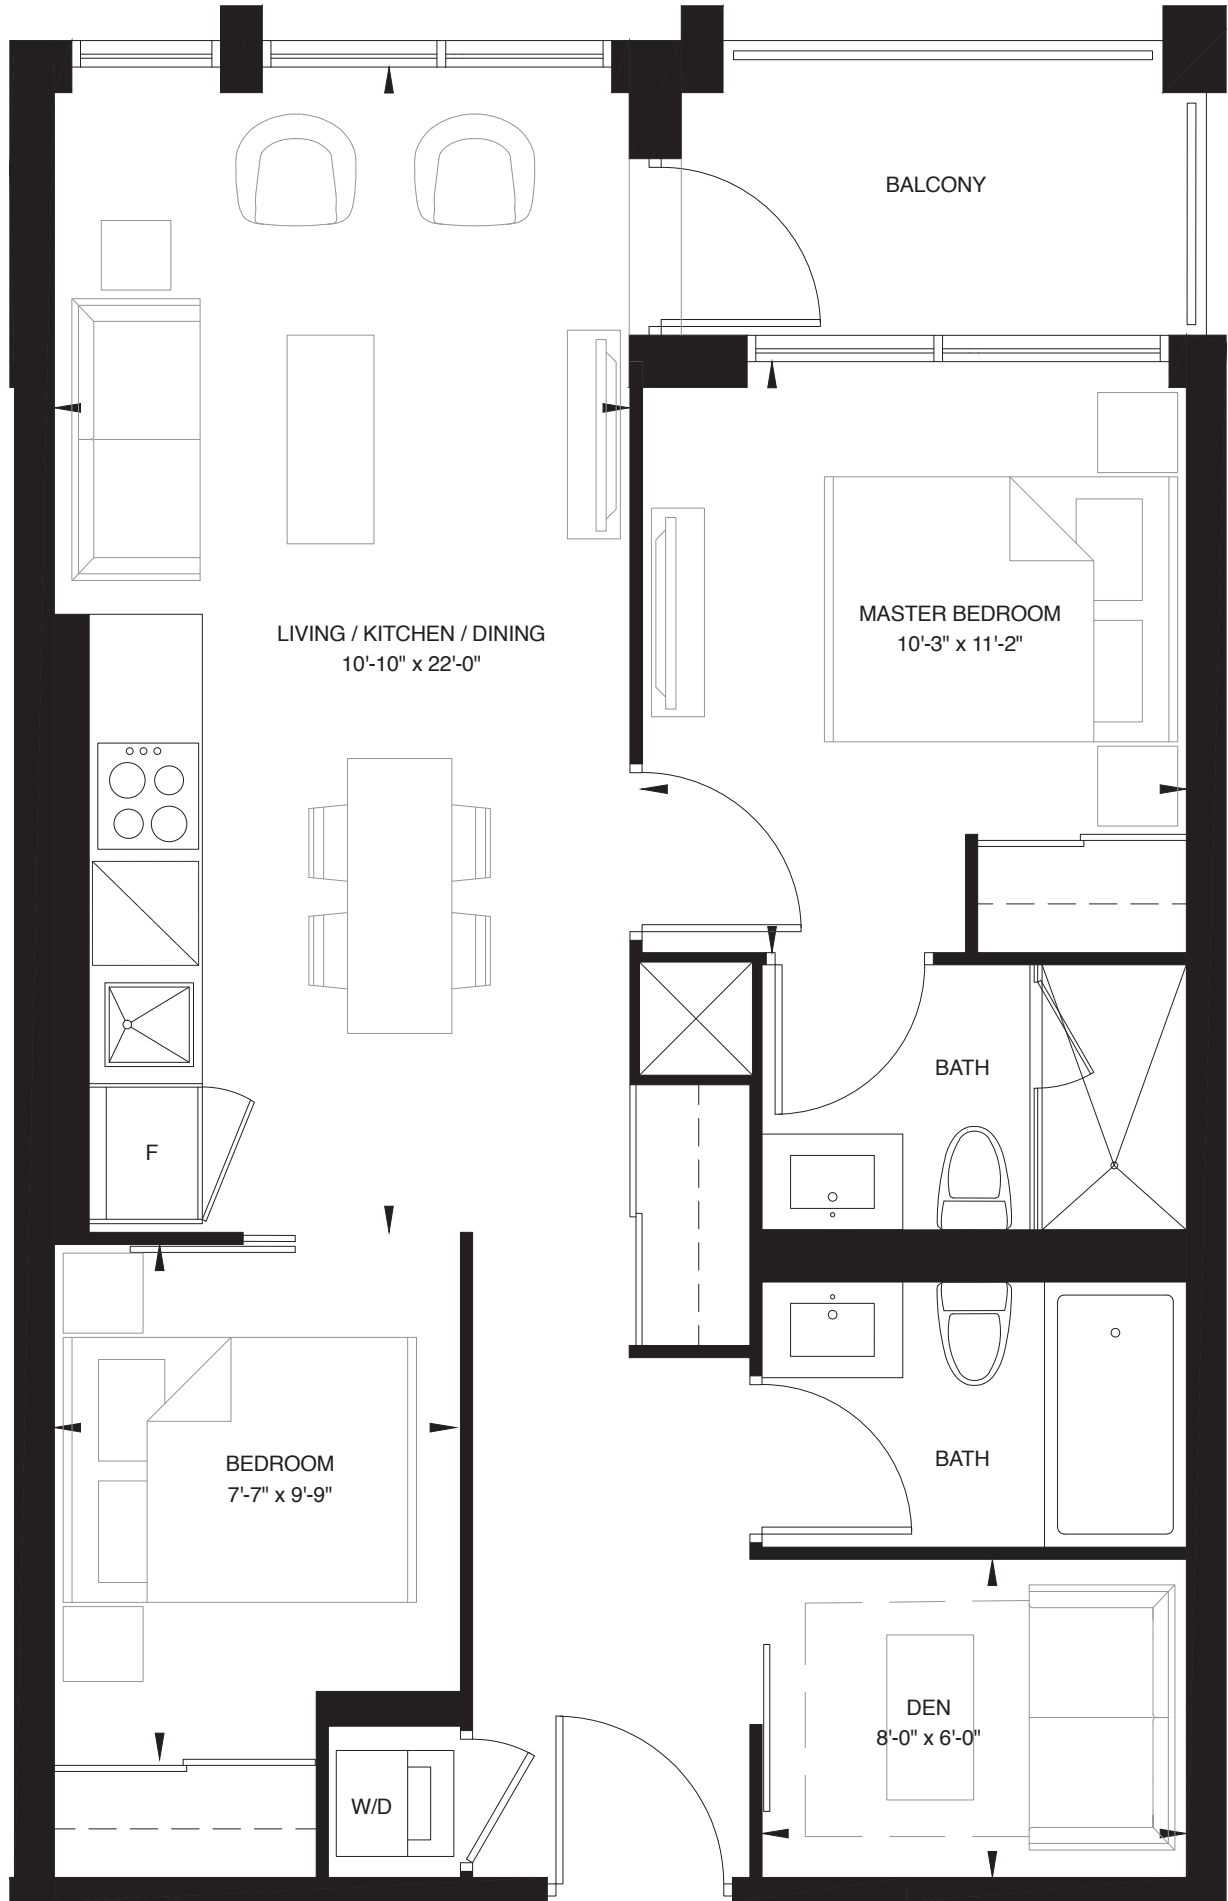 BALCONY
LIVING / KITCHEN / DINING
10'-10" x 22'-0"
MASTER BEDROOM
10'-3" x 11'-2"
BATH
F
BEDROOM
7'-7" x 9'-9"
BATH
DEN
8'-0" x 6'-0"
W/D